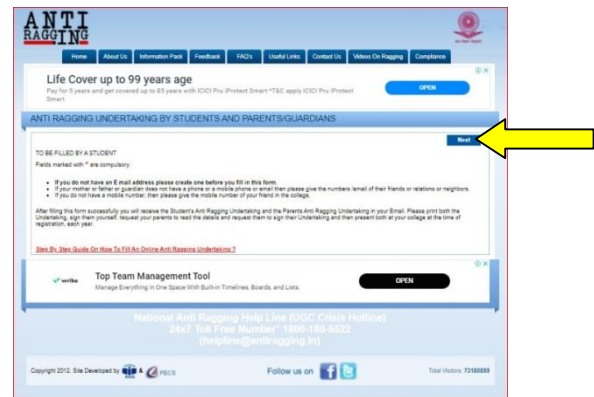 ANTI
RAGGING
Home About Us Information Pack Feedback FAQ's Useful Links Contact Us Videos On Ragging Compliance
Life Cover up to 99 years age
Pay for 5 years and get covered up to 85 years with ICICI Pru iProtect Smart *T&C apply ICICI Pru iProtect
Smart
OPEN
ANTI RAGGING UNDERTAKING BY STUDENTS AND PARENTS/GUARDIANS
Next
TO BE FILLED BY A STUDENT
Fields marked with * are compulsory.
If you do not have an E mail address please create one before you fill in this form.
If your mother or father or guardian does not have a phone or a mobile phone or email then please give the numbers /email of their friends or relations or neighbors.
If you do not have a mobile number, then please give the mobile number of your friend in the college.
After filling this form successfully you will receive the Student's Anti Ragging Undertaking and the Parents Anti Ragging Undertaking in your Email. Please print both the
Undertaking, sign them yourself, request your parents to read the details and request them to sign their Undertaking and then present both at your college at the time of
registration, each year.
Step By Step Guide On How To Fill An Online Anti Ragging Undertaking ?
wrike
Top Team Management Tool
Manage Everything in One Space With Built-in Timelines, Boards, and Lists.
OPEN
National Anti Ragging Help Line (UGC Crisis Hotline)
24x7 Toll Free Number* 1800-180-5522
(helpline@antiragging.in)
Copyright 2012. Site Developed by & FECS
Follow us on
Total Visitors: